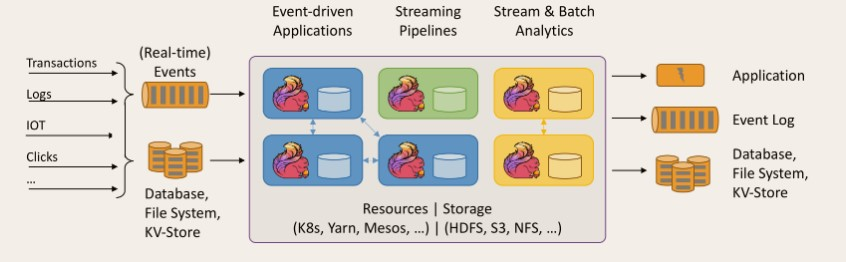 Event-driven
Applications
Streaming
Pipelines
Stream & Batch
Analytics
Transactions
Logs
IOT
Clicks
...
(Real-time)
Events
Database,
File System,
KV-Store
Resources | Storage
(K8s, Yarn, Mesos, ...) | (HDFS, S3, NFS, ...)
Application
Event Log
Database,
File System,
KV-Store